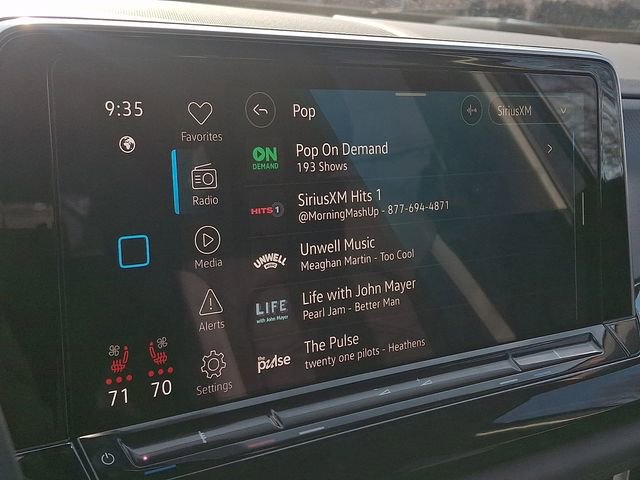 9:35
Favorites
Radio
Media
Alerts
Settings
71
70
Pop
SiriusXM
ON
DEMAND
Pop On Demand
193 Shows
HITS 1
SiriusXM Hits 1
@MorningMashUp - 877-694-4871
UNWELL
MUSIC
Unwell Music
Meaghan Martin - Too Cool
LIFE
with John Mayer
Life with John Mayer
Pearl Jam - Better Man
the
pulse
The Pulse
twenty one pilots - Heathens